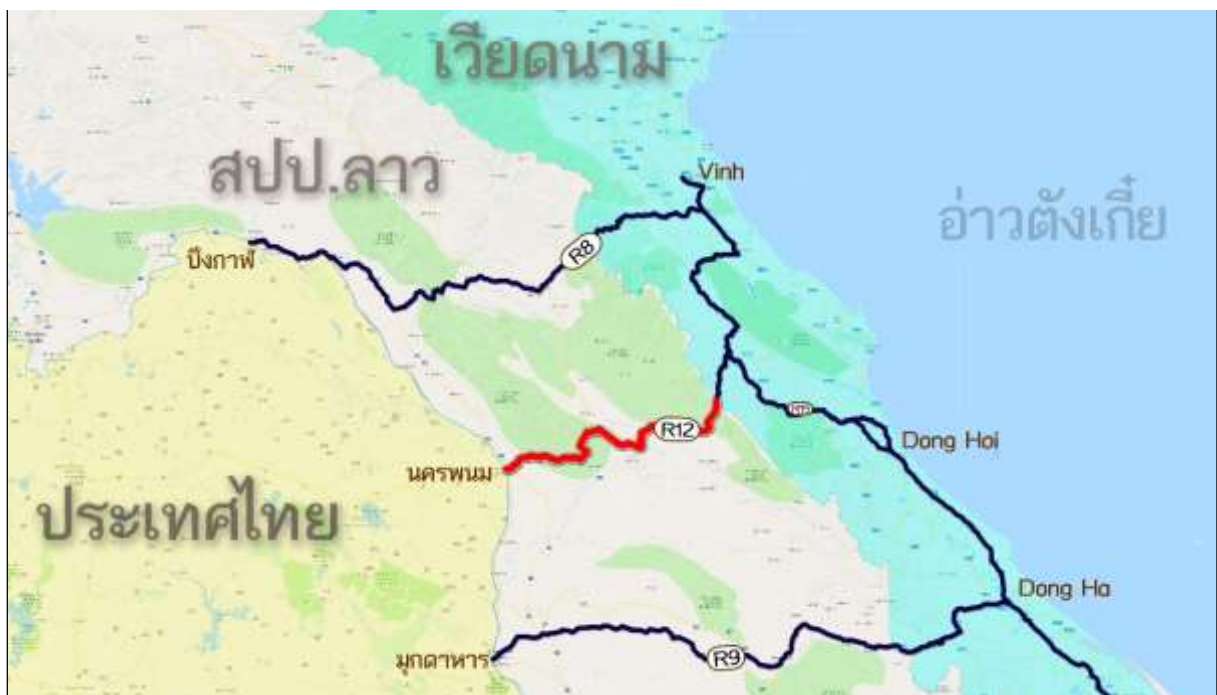 เวียดนาม
สปป.ลาว
Vinh
อ่าวตังเกี๋ย
R8
บึงกาฬ
R12
Dong Hoi
นครพนม
ประเทศไทย
Dong Ha
มุกดาหาร
R9